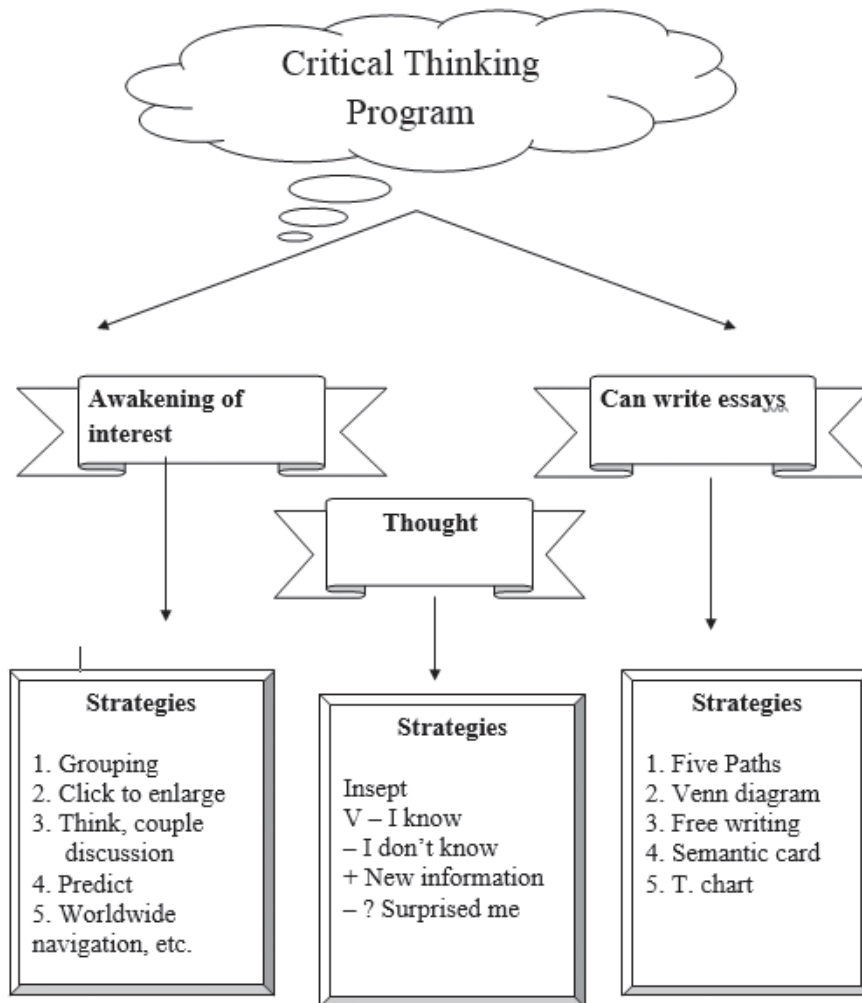 Critical Thinking
Program
Awakening of
interest
Can write essays
Thought
Strategies
1. Grouping
2. Click to enlarge
3. Think, couple
discussion
4. Predict
5. Worldwide
navigation, etc.
Strategies
Insept
V – I know
– I don’t know
+ New information
– ? Surprised me
Strategies
1. Five Paths
2. Venn diagram
3. Free writing
4. Semantic card
5. T. chart